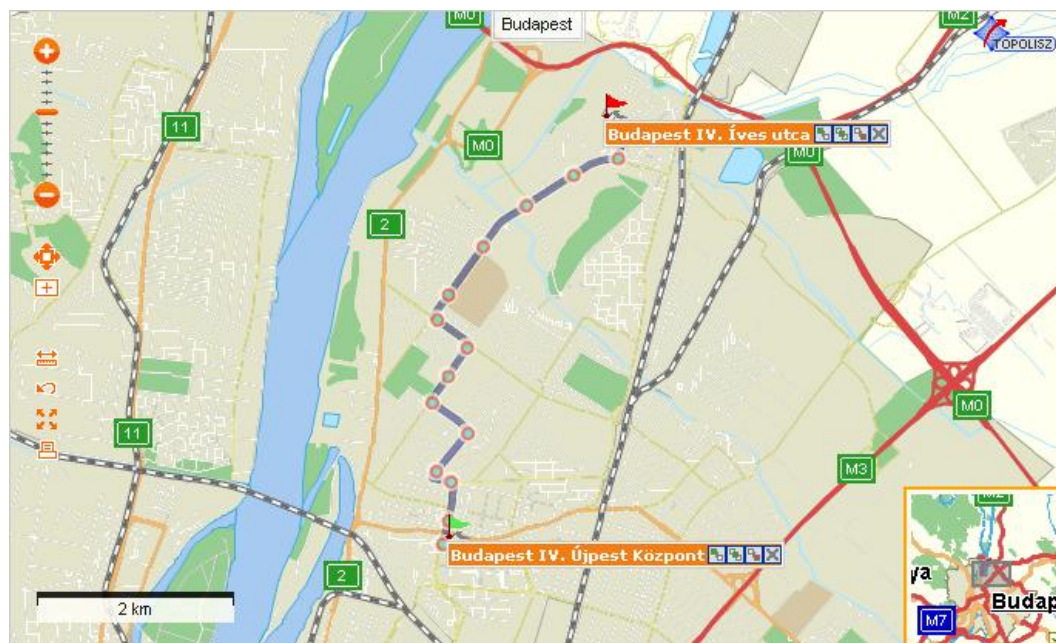 M0
Budapest
M2
TOPOLISZ
11
M0
Budapest IV. Íves utca
M0
2
11
M0
M3
Budapest IV. Újpest Központ
2
2 km
M2
ya
Budap
M7